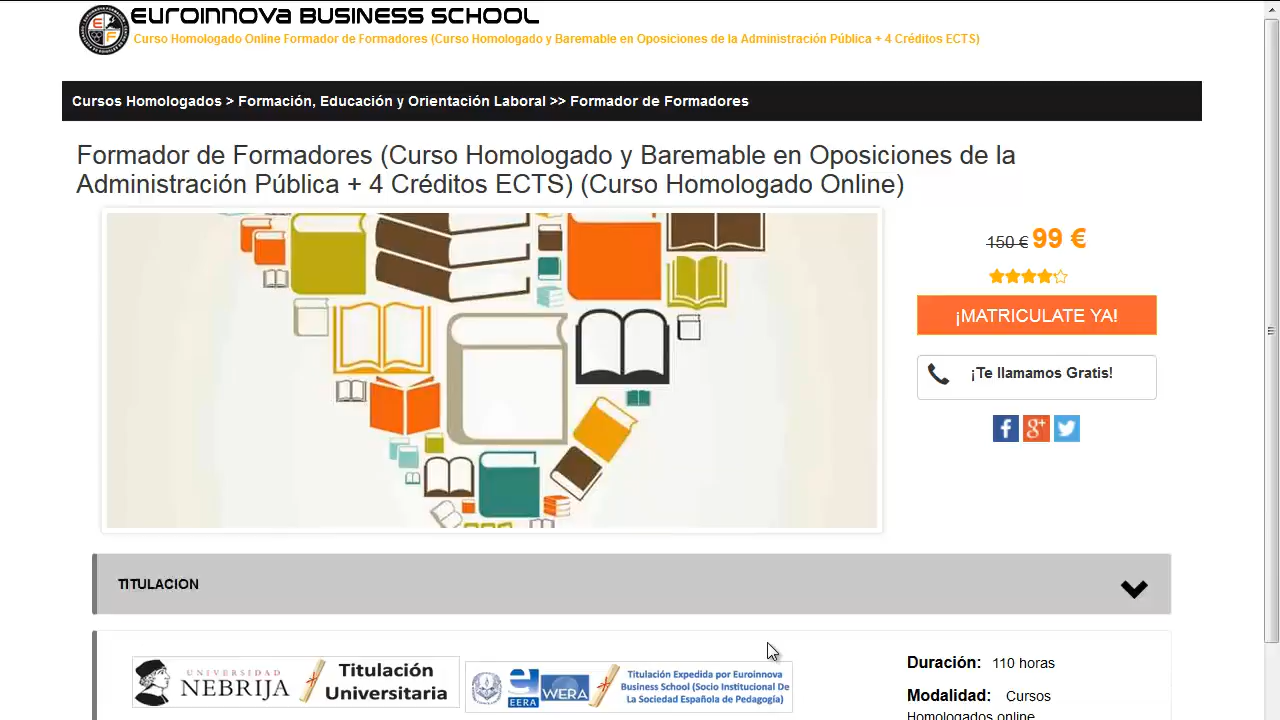 EUROINNOVA BUSINESS SCHOOL
Curso Homologado Online Formador de Formadores (Curso Homologado y Baremable en Oposiciones de la Administración Pública + 4 Créditos ECTS)
Cursos Homologados > Formación, Educación y Orientación Laboral >> Formador de Formadores
Formador de Formadores (Curso Homologado y Baremable en Oposiciones de la
Administración Pública + 4 Créditos ECTS) (Curso Homologado Online)
150 € 99 €
¡MATRICULATE YA!
¡Te llamamos Gratis!
TITULACION
UNIVERSIDAD
NEBRIJA
Titulación
Universitaria
EERA
WERA
Titulación Expedida por Euroinnova
Business School (Socio Institucional De
La Sociedad Española de Pedagogía)
Duración: 110 horas
Modalidad: Cursos
Homologados online